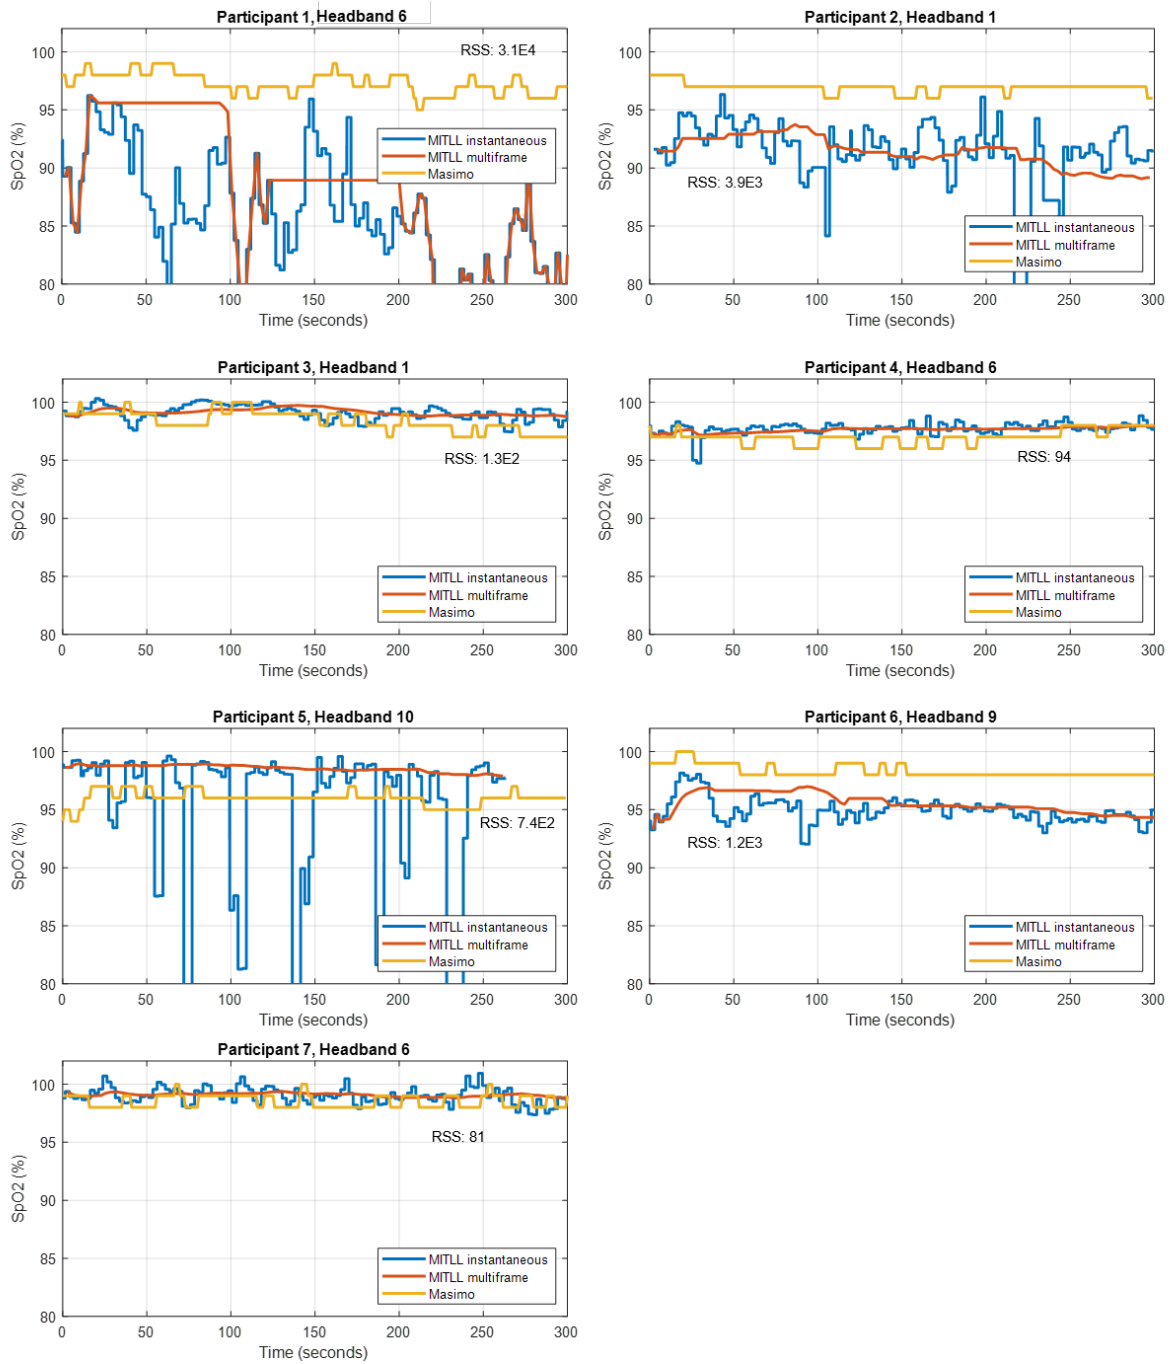 Participant 1, Headband 6
RSS: 3.1E4
SpO2 (%)
100
95
90
85
80
MITLL instantaneous
MITLL multiframe
Masimo
0 50 100 150 200 250 300
Time (seconds)
Participant 2, Headband 1
SpO2 (%)
100
95
90
85
80
RSS: 3.9E3
MITLL instantaneous
MITLL multiframe
Masimo
0 50 100 150 200 250 300
Time (seconds)
Participant 3, Headband 1
SpO2 (%)
100
95
90
85
80
RSS: 1.3E2
MITLL instantaneous
MITLL multiframe
Masimo
0 50 100 150 200 250 300
Time (seconds)
Participant 4, Headband 6
SpO2 (%)
100
95
90
85
80
RSS: 94
MITLL instantaneous
MITLL multiframe
Masimo
0 50 100 150 200 250 300
Time (seconds)
Participant 5, Headband 10
SpO2 (%)
100
95
90
85
80
RSS: 7.4E2
MITLL instantaneous
MITLL multiframe
Masimo
0 50 100 150 200 250 300
Time (seconds)
Participant 6, Headband 9
SpO2 (%)
100
95
90
85
80
RSS: 1.2E3
MITLL instantaneous
MITLL multiframe
Masimo
0 50 100 150 200 250 300
Time (seconds)
Participant 7, Headband 6
SpO2 (%)
100
95
90
85
80
RSS: 81
MITLL instantaneous
MITLL multiframe
Masimo
0 50 100 150 200 250 300
Time (seconds)